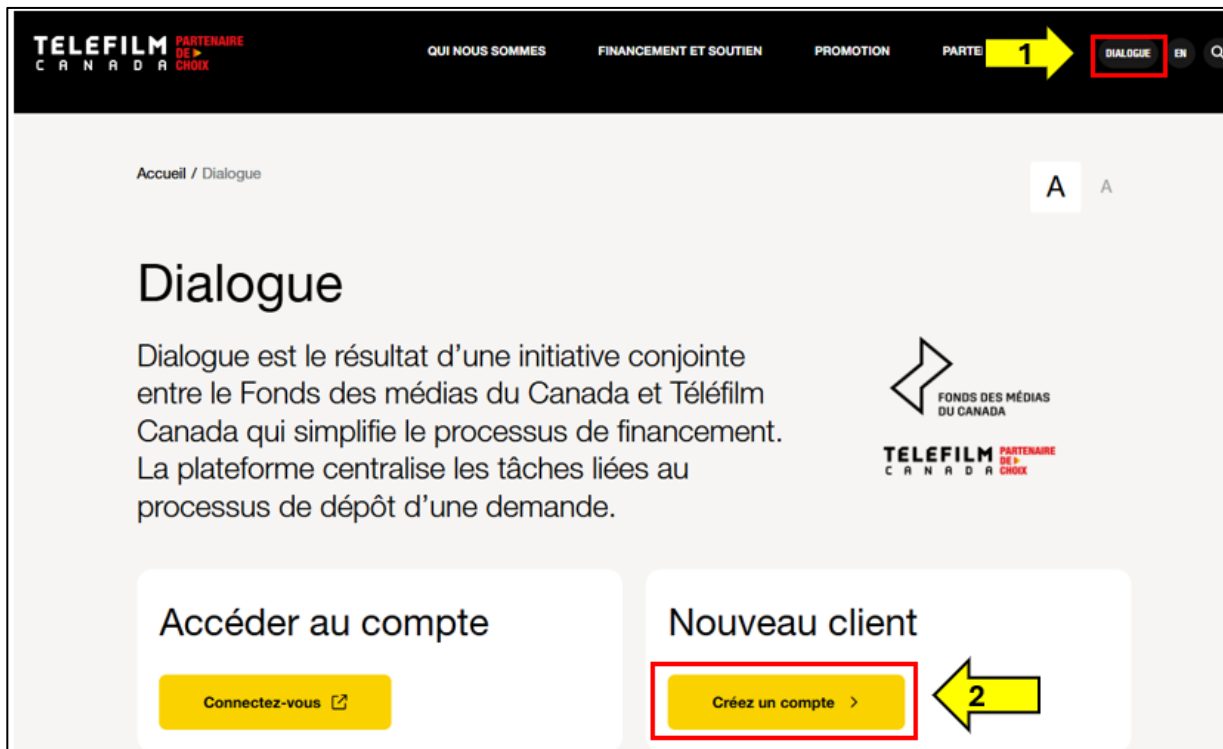 TELEFILM PARTENAIRE
CANADA DE CHOIX
QUI NOUS SOMMES FINANCEMENT ET SOUTIEN PROMOTION PARTE 1 DIALOGUE EN
Accueil / Dialogue
A A
Dialogue
Dialogue est le résultat d’une initiative conjointe
entre le Fonds des médias du Canada et Téléfilm
Canada qui simplifie le processus de financement.
La plateforme centralise les tâches liées au
processus de dépôt d’une demande.
FONDS DES MÉDIAS
DU CANADA
TELEFILM PARTENAIRE
CANADA DE CHOIX
Accéder au compte
Connectez-vous
Nouveau client
Créez un compte
2